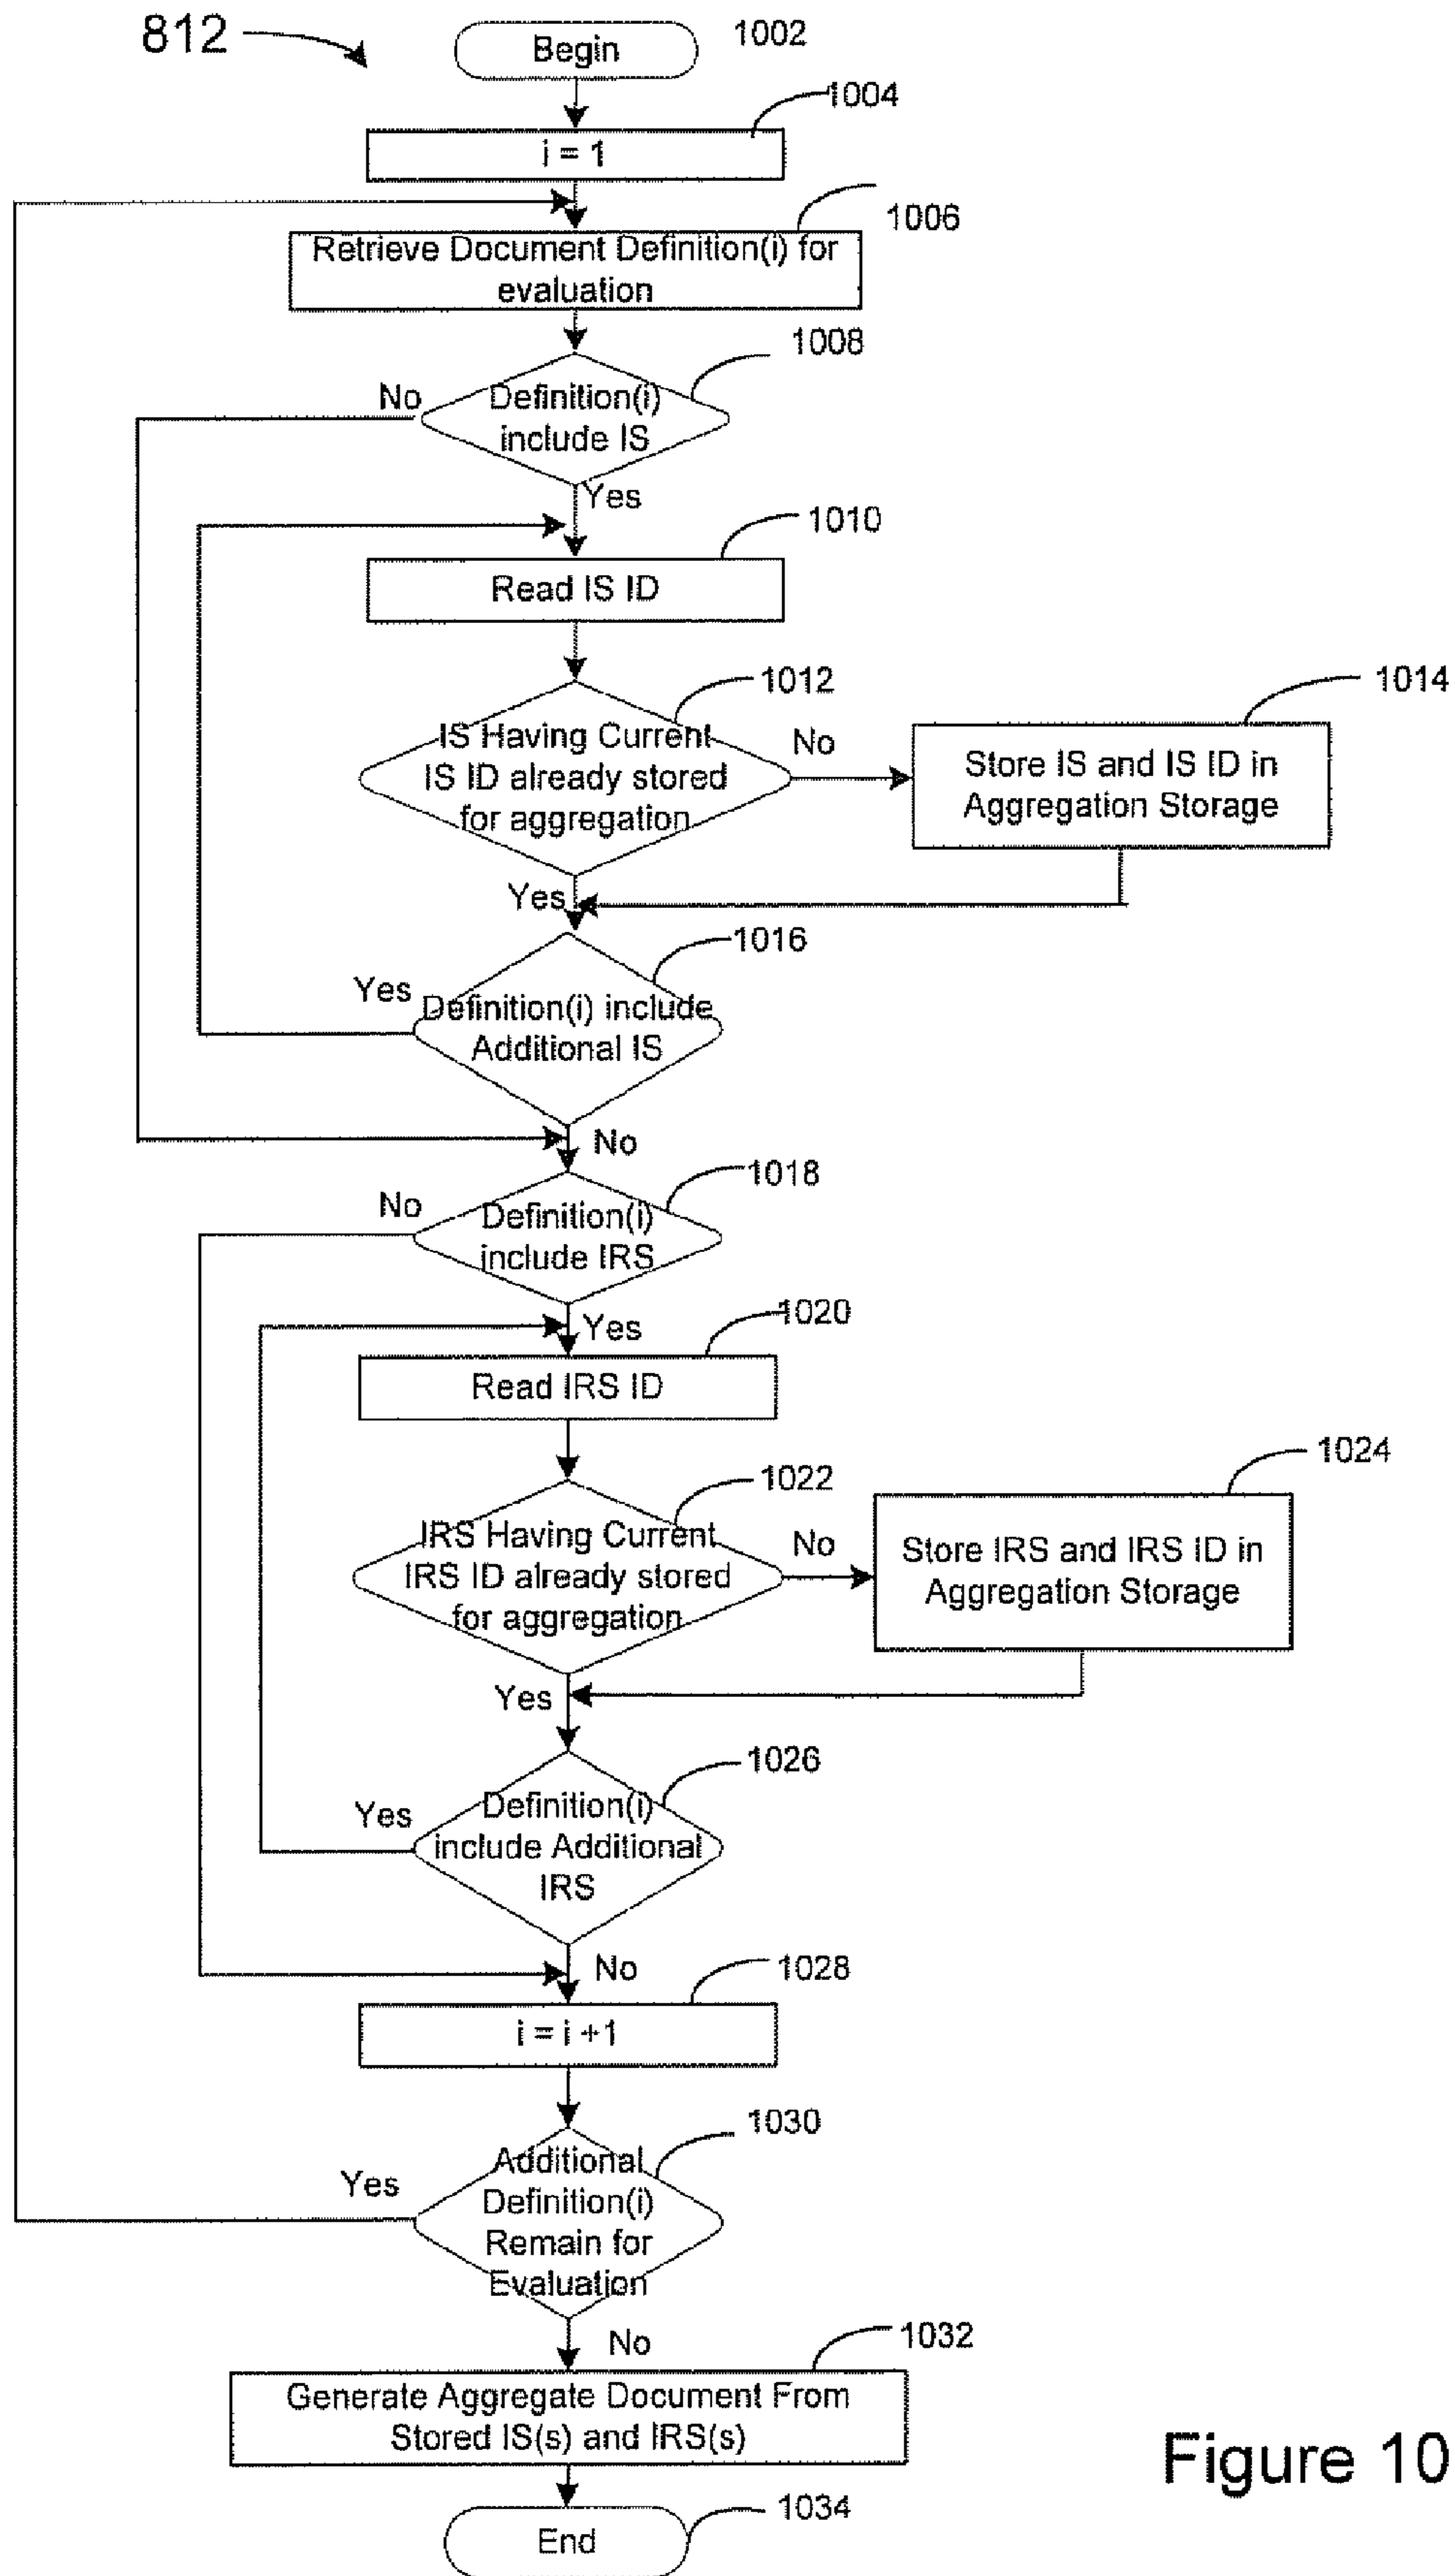 812
Begin
1002
1004
i = 1
1006
Retrieve Document Definition(i) for
evaluation
1008
No
Definition(i)
include IS
Yes
1010
Read IS ID
1012
1014
IS Having Current
IS ID already stored
for aggregation
No
Store IS and IS ID in
Aggregation Storage
Yes
1016
Yes
Definition(i) include
Additional IS
No
1018
No
Definition(i)
include IRS
Yes
1020
Read IRS ID
1022
1024
IRS Having Current
IRS ID already stored
for aggregation
No
Store IRS and IRS ID in
Aggregation Storage
Yes
1026
Yes
Definition(i)
include Additional
IRS
No
1028
i = i +1
1030
Yes
Additional
Definition(i)
Remain for
Evaluation
No
1032
Generate Aggregate Document From
Stored IS(s) and IRS(s)
Figure 10
1034
End